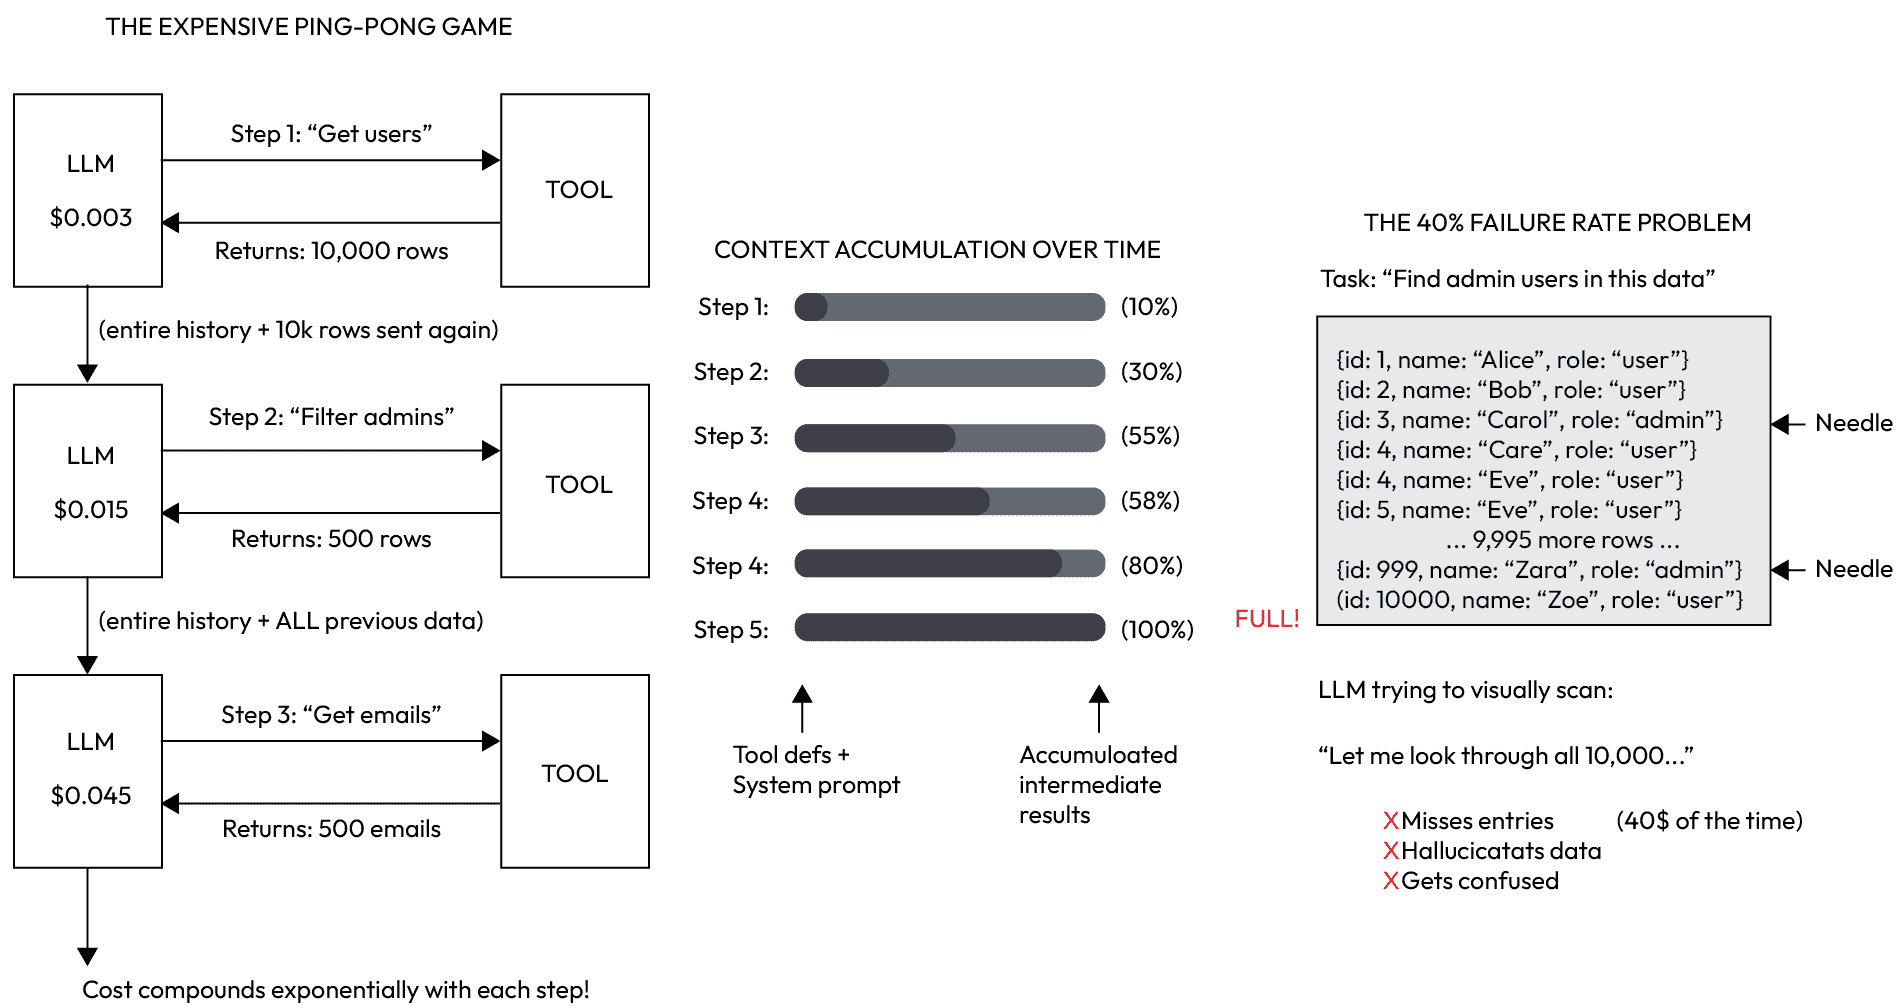 THE EXPENSIVE PING-PONG GAME
LLM
$0.003
Step 1: “Get users”
Returns: 10,000 rows
TOOL
(entire history + 10k rows sent again)
LLM
$0.015
Step 2: “Filter admins”
Returns: 500 rows
TOOL
(entire history + ALL previous data)
LLM
$0.045
Step 3: “Get emails”
Returns: 500 emails
TOOL
Cost compounds exponentially with each step!
CONTEXT ACCUMULATION OVER TIME
Step 1: (10%)
Step 2: (30%)
Step 3: (55%)
Step 4: (58%)
Step 4: (80%)
Step 5: (100%)
FULL!
Tool defs +
System prompt
Accumuloated
intermediate
results
THE 40% FAILURE RATE PROBLEM
Task: “Find admin users in this data”
{id: 1, name: “Alice”, role: “user”}
{id: 2, name: “Bob”, role: “user”}
{id: 3, name: “Carol”, role: “admin”}
Needle
{id: 4, name: “Care”, role: “user”}
{id: 4, name: “Eve”, role: “user”}
{id: 5, name: “Eve”, role: “user”}
... 9,995 more rows ...
{id: 999, name: “Zara”, role: “admin”}
Needle
(id: 10000, name: “Zoe”, role: “user”}
LLM trying to visually scan:
“Let me look through all 10,000...”
XMisses entries (40$ of the time)
XHallucicatats data
XGets confused